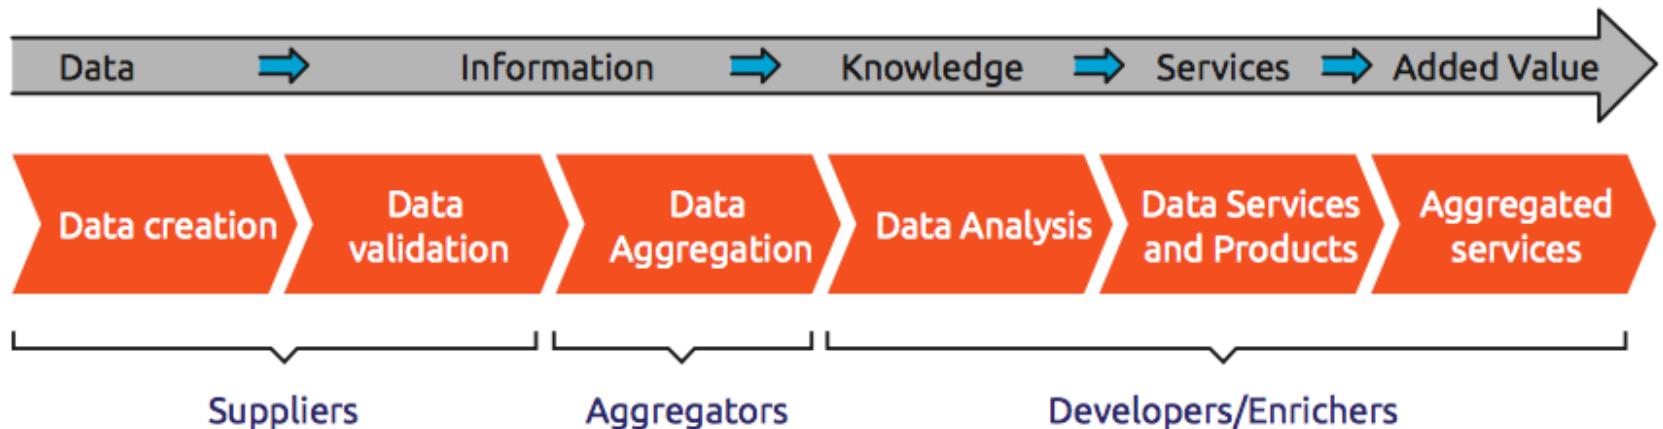 Data Information Knowledge Services Added Value
Data creation
Data
validation
Data
Aggregation
Data Analysis
Data Services
and Products
Aggregated
services
Suppliers Aggregators Developers/Enrichers